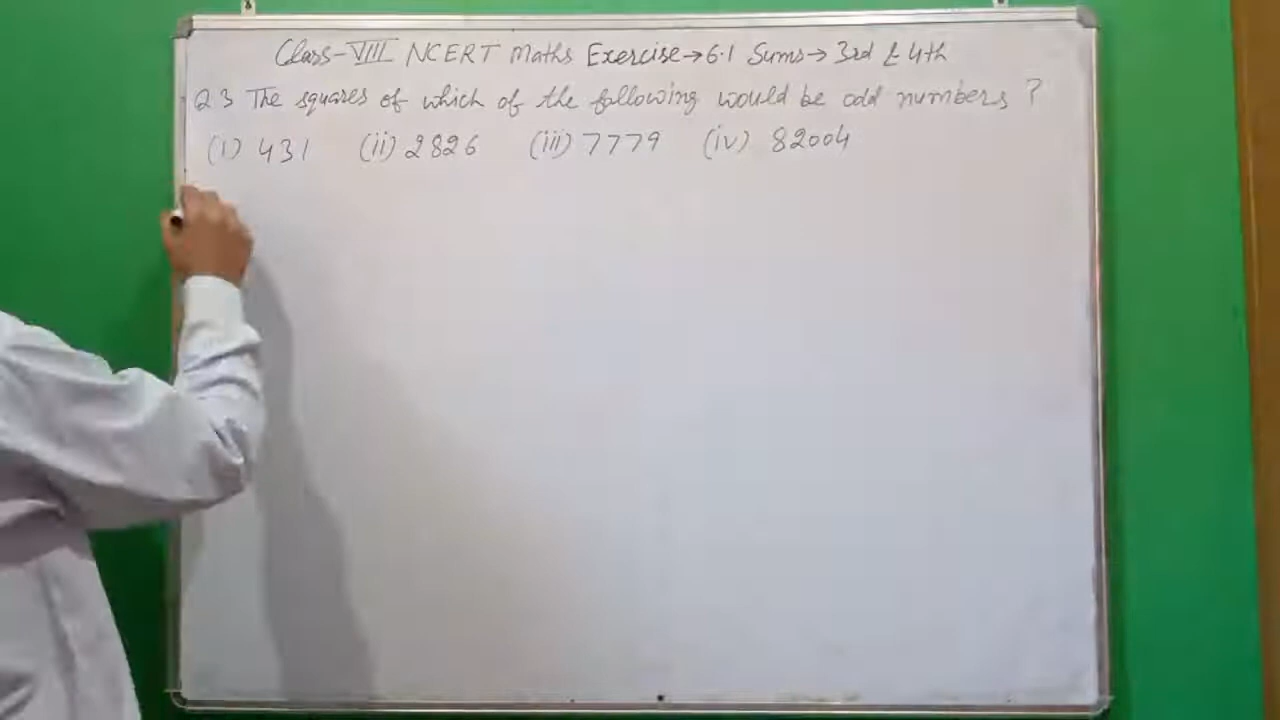 Class-VIII NCERT Maths Exercise→6.1 Sums→ 3rd & 4th
Q3 The squares of which of the following would be odd numbers ?
(i) 431 (ii) 2826 (iii) 7779 (iv) 82004